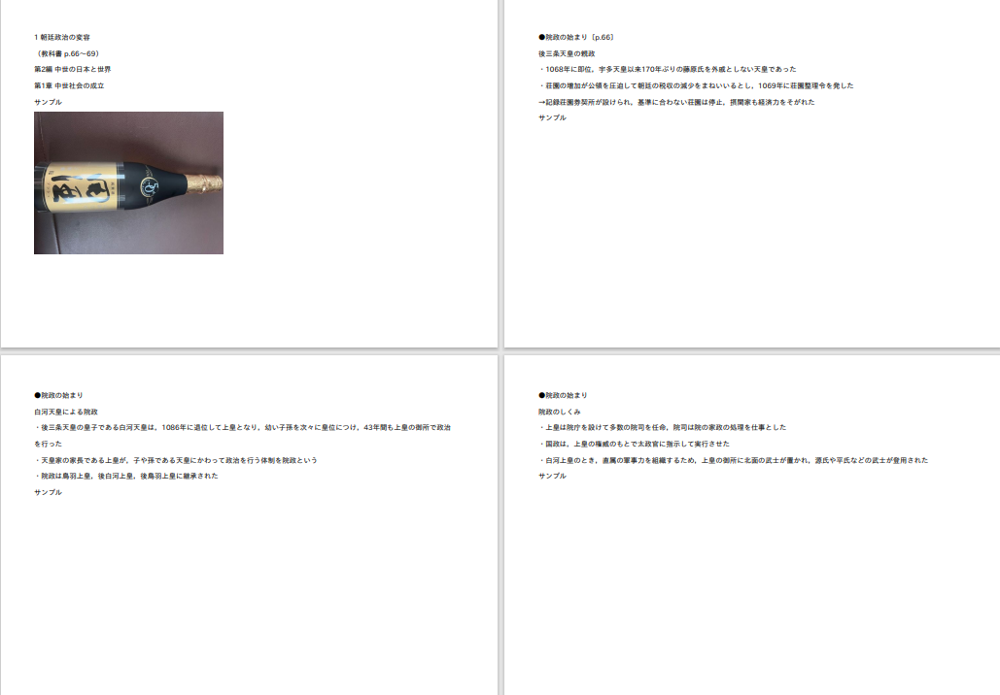 1 朝廷政治の変容
（教科書 p.66～69）
第2編 中世の日本と世界
第1章 中世社会の成立
サンプル
●院政の始まり［p.66］
後三条天皇の親政
・1068年に即位，宇多天皇以来170年ぶりの藤原氏を外戚としない天皇であった
・荘園の増加が公領を圧迫して朝廷の税収の減少をまねいいるとし，1069年に荘園整理令を発した
→記録荘園券契所が設けられ，基準に合わない荘園は停止，摂関家も経済力をそがれた
サンプル
●院政の始まり
白河天皇による院政
・後三条天皇の皇子である白河天皇は，1086年に退位して上皇となり，幼い子孫を次々に皇位につけ，43年間も上皇の御所で政治
を行った
・天皇家の家長である上皇が，子や孫である天皇にかわって政治を行う体制を院政という
・院政は鳥羽上皇，後白河上皇，後鳥羽上皇に継承された
サンプル
●院政の始まり
院政のしくみ
・上皇は院庁を設けて多数の院司を任命，院司は院の家政の処理を仕事とした
・国政は，上皇の権威のもとで太政官に指示して実行させた
・白河上皇のとき，直属の軍事力を組織するため，上皇の御所に北面の武士が置かれ，源氏や平氏などの武士が登用された
サンプル